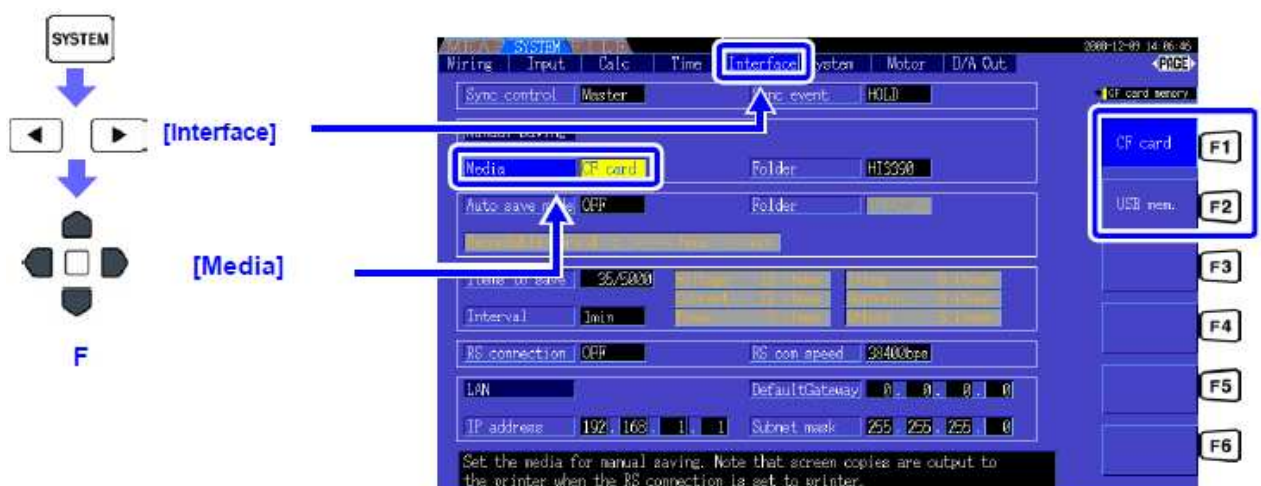 SYSTEM
[Interface]
[Media]
F
SYSTEM
2008-12-09 14:06:46
Wiring Input Calc Time Interface System Motor D/A Out
PAGE
Sync control Master Sync event HOLD
CF card memory
Manual saving
CF card F1
Media CF card Folder HIS390
USB mem. F2
Auto save mode OFF Folder
F3
Items to save 35/5000
Interval 1min
F4
RS connection OFF RS com speed 38400bps
LAN DefaultGateway 0. 0. 0. 0
F5
IP address 192.168. 1. 1 Subnet mask 255.255.255. 0
F6
Set the media for manual saving. Note that screen copies are output to
the printer when the RS connection is set to printer.